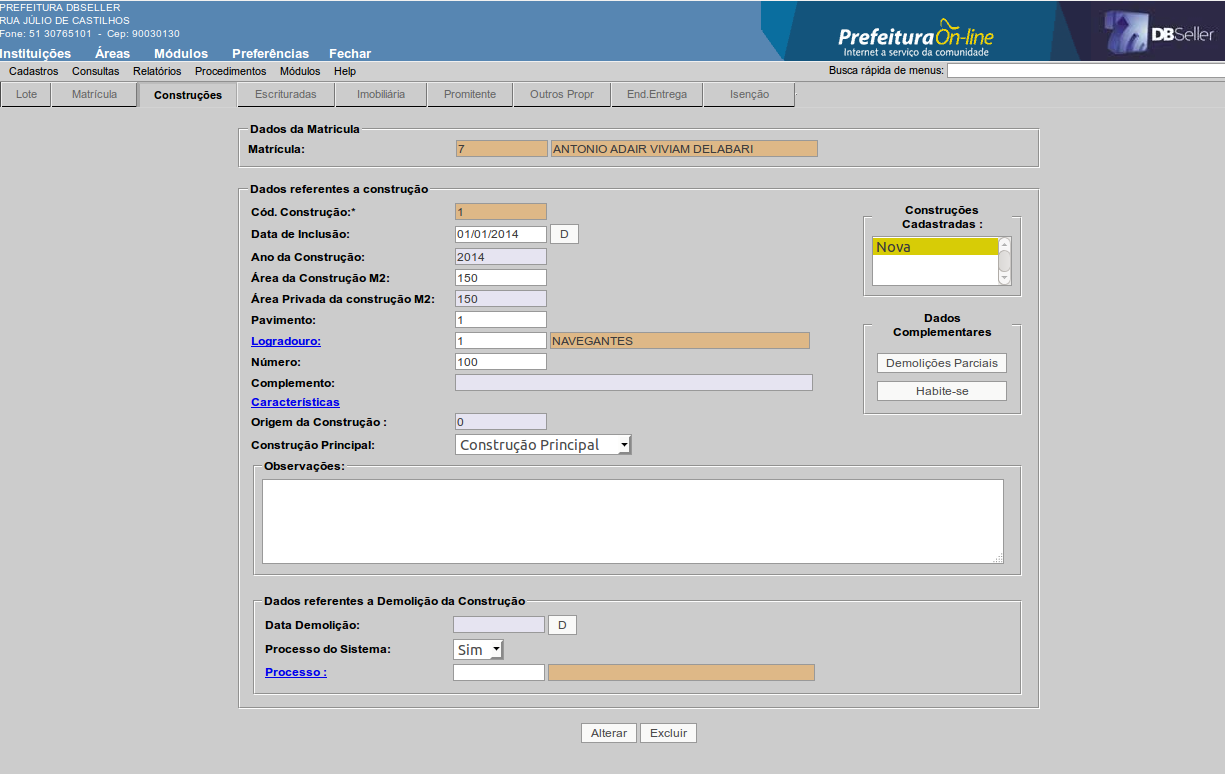 PREFEITURA DBSELLER
RUA JÚLIO DE CASTILHOS
Fone: 51 30765101 - Cep: 90030130
Instituições Áreas Módulos Preferências Fechar
PrefeituraOn-line
Internet a serviço da comunidade
DBSeller
Cadastros Consultas Relatórios Procedimentos Módulos Help Busca rápida de menus:
Lote Matrícula Construções Escrituradas Imobiliária Promitente Outros Propr End.Entrega Isenção
Dados da Matricula
Matrícula: 7 ANTONIO ADAIR VIVIAM DELABARI
Dados referentes a construção
Cód. Construção:* 1
Data de Inclusão: 01/01/2014 D
Ano da Construção: 2014
Área da Construção M2: 150
Área Privada da construção M2: 150
Pavimento: 1
Logradouro: 1 NAVEGANTES
Número: 100
Complemento:
Características
Origem da Construção : 0
Construção Principal: Construção Principal
Construções
Cadastradas :
Nova
Dados
Complementares
Demolições Parciais
Habite-se
Observações:
Dados referentes a Demolição da Construção
Data Demolição: D
Processo do Sistema: Sim
Processo :
Alterar Excluir